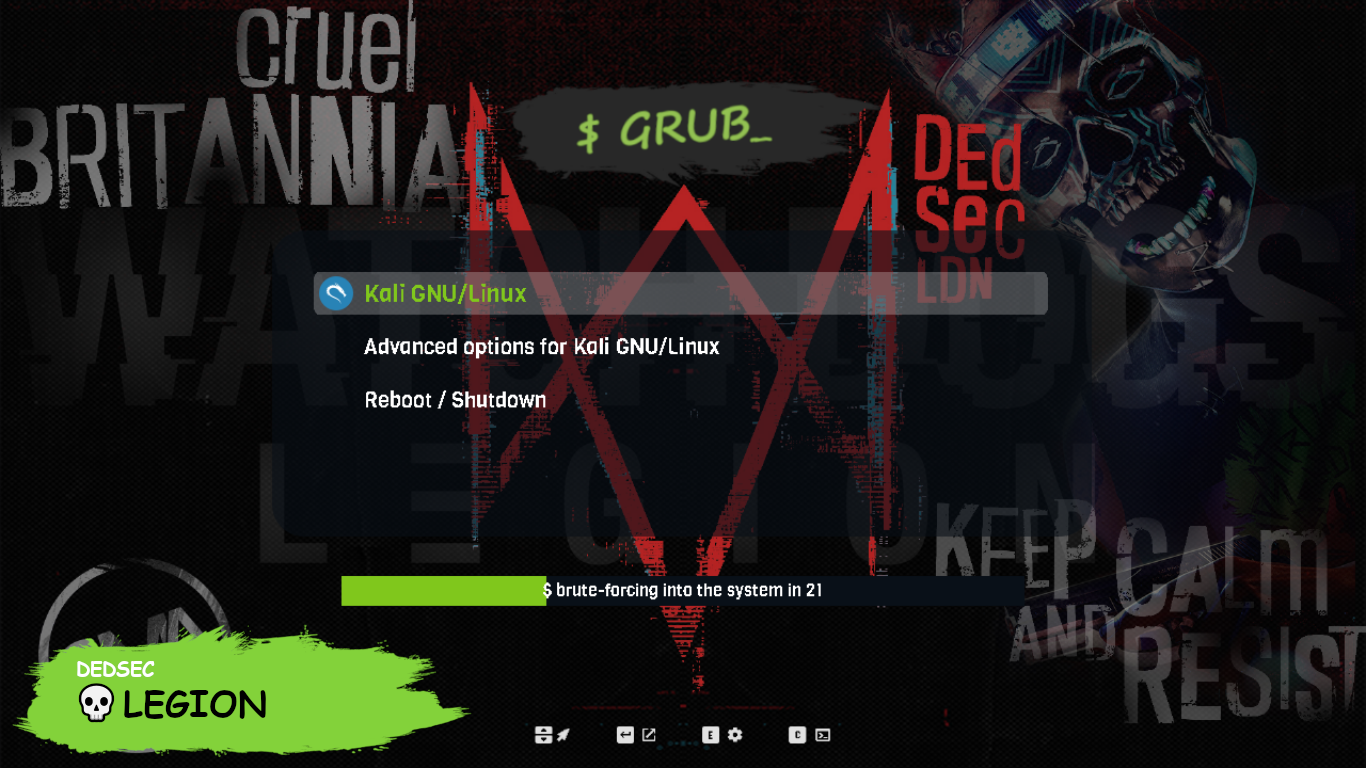 cruel
BRITANNIA
$ GRUB_
DEd
Sec
LDN
WATCH DOGS
Kali GNU/Linux
Advanced options for Kali GNU/Linux
Reboot / Shutdown
LEGION
$ brute-forcing into the system in 21
KEEP CALM
AND
RESIST
DEDSEC
LEGION
E
C